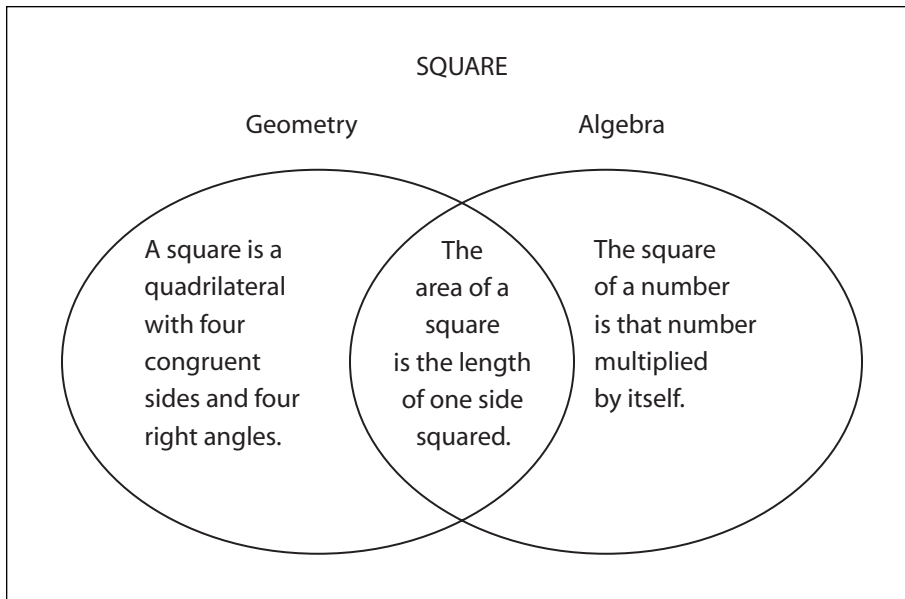 SQUARE
Geometry
Algebra
A square is a
quadrilateral
with four
congruent
sides and four
right angles.
The
area of a
square
is the length
of one side
squared.
The square
of a number
is that number
multiplied
by itself.